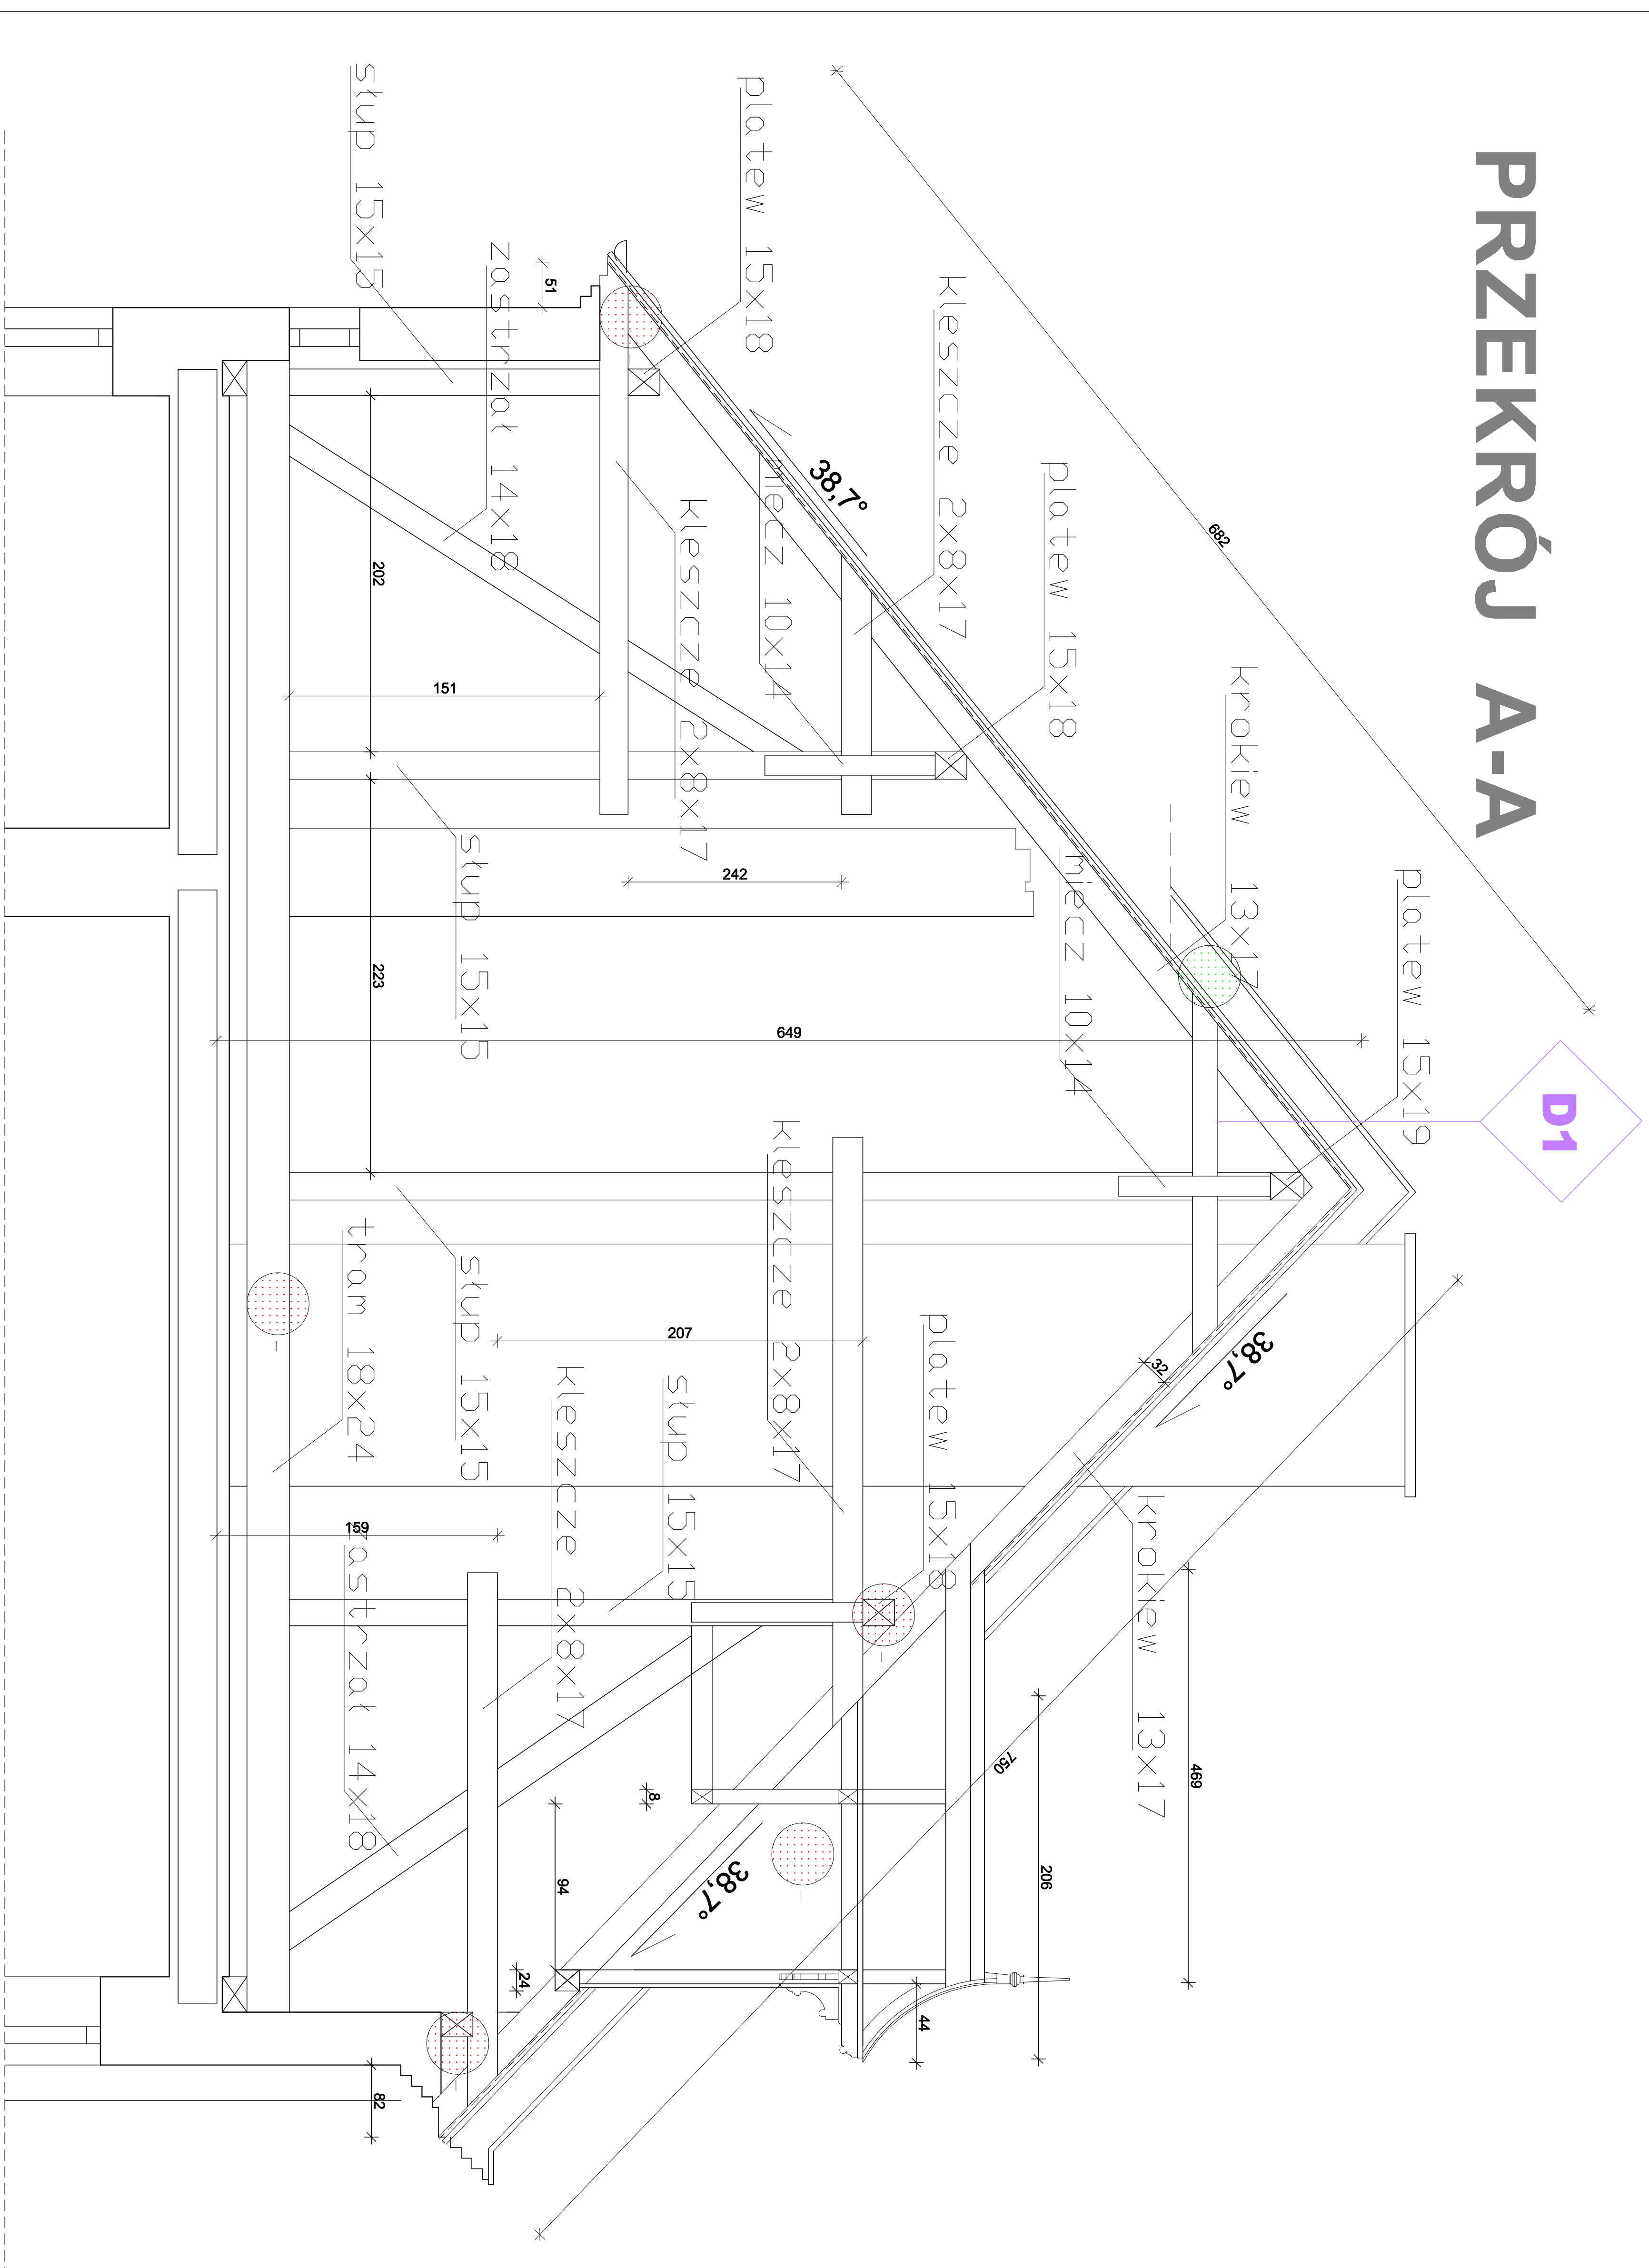 PRZEKRÓJ A-A
D1
682
płatew 15x19
krokiew 13x17
płatew 15x18
miecz 10x14
kleszcze 2x8x17
38,7°
płatew 15x18
miecz 10x14
kleszcze 2x8x17
51
zastrzał 14x18
słup 15x15
202
151
242
słup 15x15
223
649
38,7°
32
krokiew 13x17
469
750
206
płatew 15x18
kleszcze 2x8x17
207
słup 15x15
kleszcze 2x8x17
słup 15x15
tram 18x24
159
zastrzał 14x18
8
94
38,7°
24
44
82